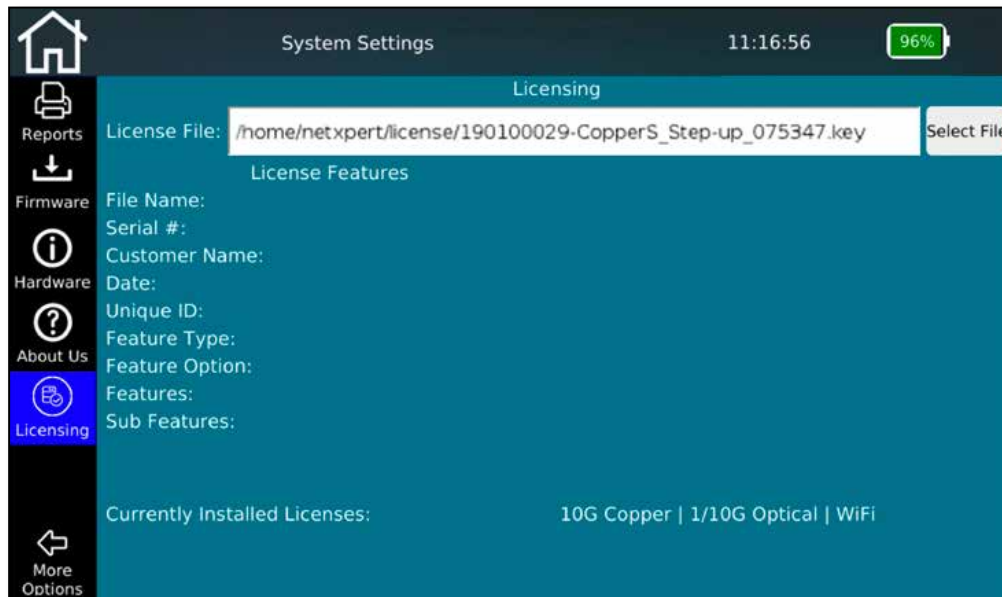 System Settings 11:16:56 96%
Licensing
Reports
License File: /home/netxpert/license/190100029-CopperS_Step-up_075347.key Select File
License Features
Firmware
File Name:
Serial #:
Customer Name:
Hardware
Date:
Unique ID:
Feature Type:
About Us
Feature Option:
Features:
Sub Features:
Licensing
Currently Installed Licenses: 10G Copper | 1/10G Optical | WiFi
More
Options